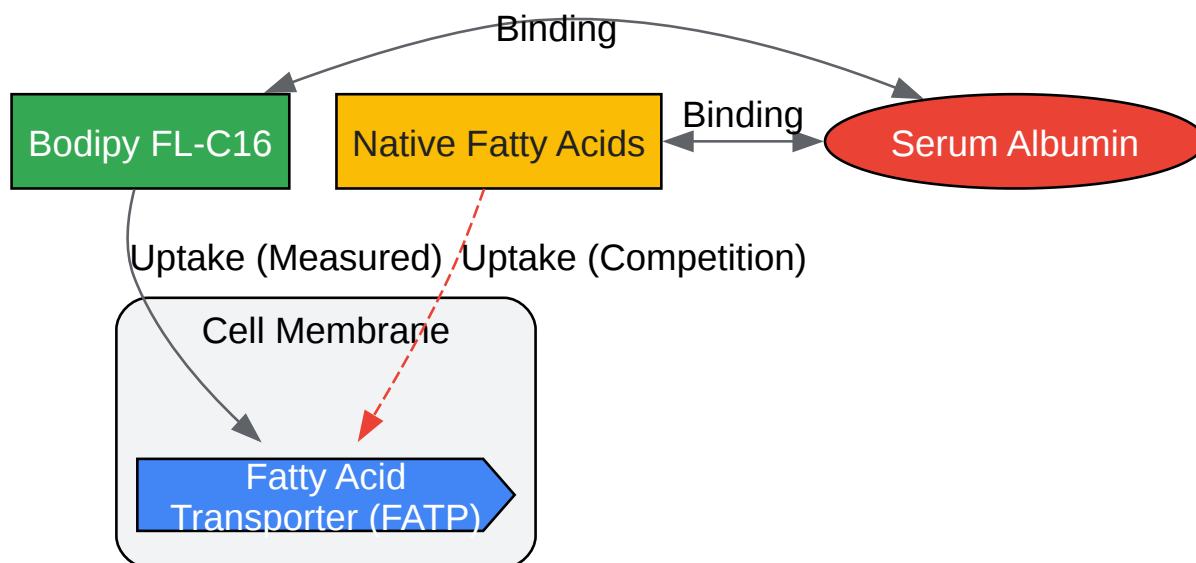 Binding
Bodipy FL-C16
Native Fatty Acids
Binding
Serum Albumin
Uptake (Measured)
Uptake (Competition)
Cell Membrane
Fatty Acid
Transporter (FATP)